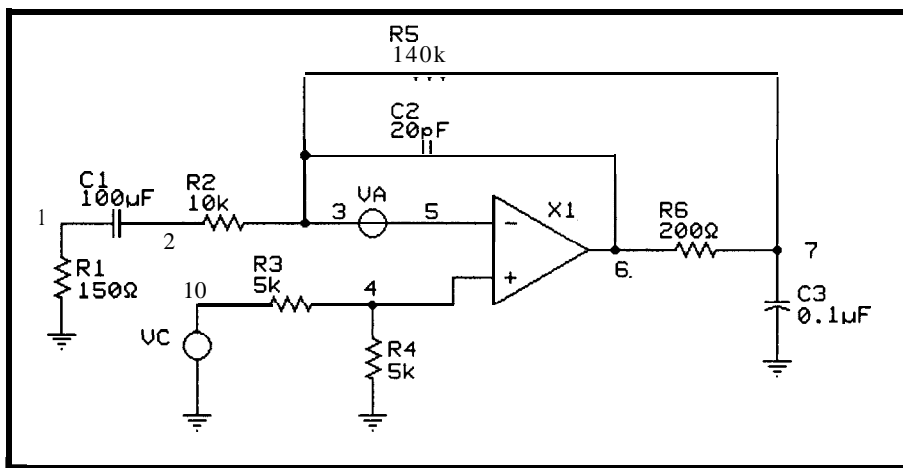 R5
140k
C2
20pF
C1
100µF
R2
10k
VA
X1
1
2
3
5
R6
200Ω
7
6.
R1
150Ω
R3
5k
10
4
C3
0.1µF
VC
R4
5k